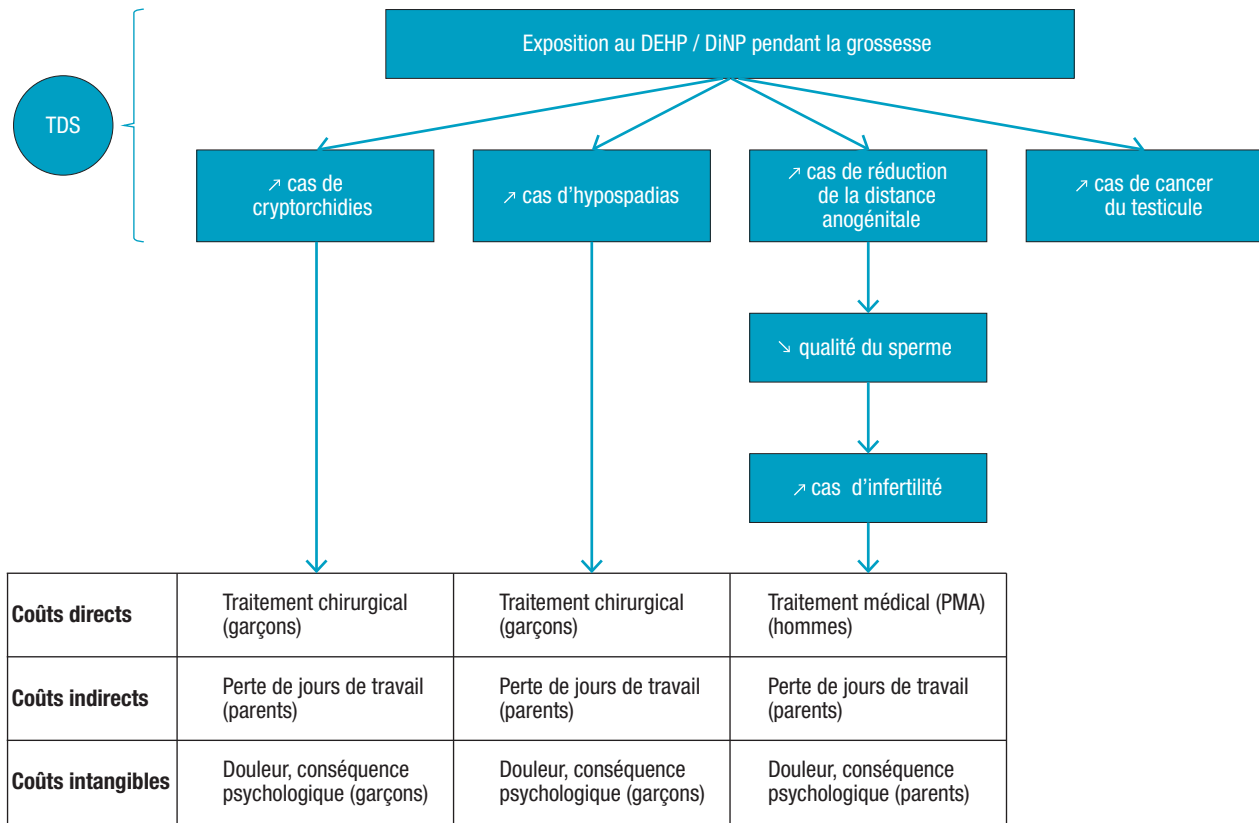 Exposition au DEHP / DiNP pendant la grossesse
TDS
↗ cas de
cryptorchidies
↗ cas d’hypospadias
↗ cas de réduction
de la distance
anogénitale
↗ cas de cancer
du testicule
↘ qualité du sperme
↗ cas d’infertilité
Coûts directs
Traitement chirurgical
(garçons)
Traitement chirurgical
(garçons)
Traitement médical (PMA)
(hommes)
Coûts indirects
Perte de jours de travail
(parents)
Perte de jours de travail
(parents)
Perte de jours de travail
(parents)
Coûts intangibles
Douleur, conséquence
psychologique (garçons)
Douleur, conséquence
psychologique (garçons)
Douleur, conséquence
psychologique (parents)